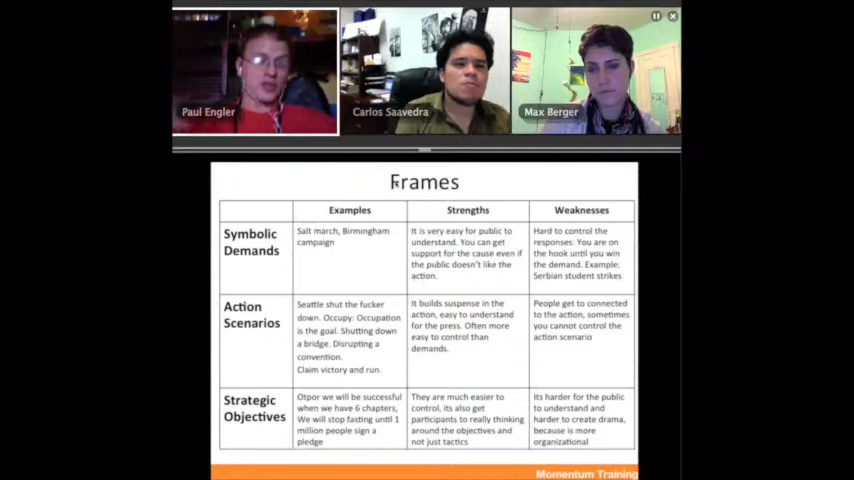 Paul Engler
Carlos Saavedra
Max Berger
Frames
Examples
Strengths
Weaknesses
Symbolic
Demands
Salt march, Birmingham
campaign
It is very easy for public to
understand. You can get
support for the cause even if
the public doesn't like the
action.
Hard to control the
responses: You are on
the hook until you win
the demand. Example:
Serbian student strikes
Action
Scenarios
Seattle shut the fucker
down. Occupy: Occupation
is the goal. Shutting down
a bridge. Disrupting a
convention.
Claim victory and run.
It builds suspense in the
action, easy to understand
for the press. Often more
easy to control than
demands.
People get to connected
to the action, sometimes
you cannot control the
action scenario
Strategic
Objectives
Otpor we will be successful
when we have 6 chapters,
We will stop fasting until 1
million people sign a
pledge
They are much easier to
control, its also get
participants to really thinking
around the objectives and
not just tactics
Its harder for the public
to understand and
harder to create drama,
because is more
organizational
Momentum Training